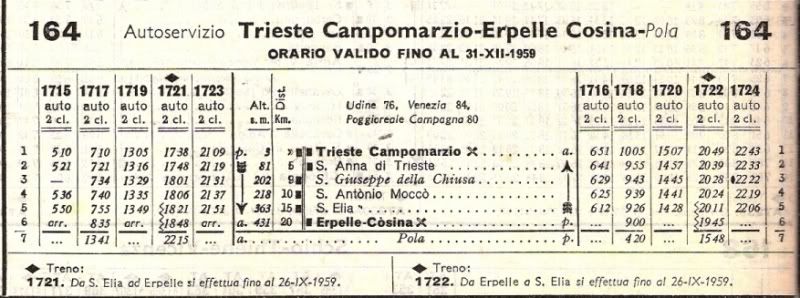 164 Autoservizio Trieste Campomarzio-Erpelle Cosina-Pola 164
ORARIO VALIDO FINO AL 31-XII-1959
1715 1717 1719 1721 1723 Alt. Dist. Udine 76, Venezia 84, 1716 1718 1720 1722 1724
auto auto auto auto auto s.m. Km. Poggioreale Campagna 80 auto auto auto auto auto
2 cl. 2 cl. 2 cl. 2 cl. 2 cl. 2 cl. 2 cl. 2 cl. 2 cl. 2 cl.
1 510 710 1305 1738 2109 p. 3 » Trieste Campomarzio a. 651 1005 1507 2049 2243 1
2 521 721 1316 1748 2119 81 5 S. Anna di Trieste 641 955 1457 2039 2233 2
3 — 734 1329 1801 2131 202 9 S. Giuseppe della Chiusa 629 943 1445 2028 2222 3
4 536 740 1335 1806 2137 218 10 S. Antònio Moccò 625 939 1441 2024 2219 4
5 550 755 1349 1821 2151 363 15 S. Elia 612 926 1428 2011 2206 5
6 arr. 835 arr. 1848 arr. a. 431 20 Erpelle-Còsina p. ... 900 ... 1945 ... 6
7 ... 1341 ... 2215 ... a. Pola p. ... 420 ... 1548 ... 7
Treno:
1721. Da S. Elia ad Erpelle si effettua fino al 26-IX-1959.
Treno:
1722. Da Erpelle a S. Elia si effettua fino al 26-IX-1959.